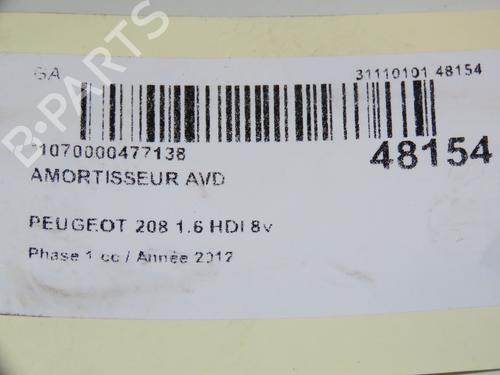 GA
31110101 48154
*1070000477138
48154
AMORTISSEUR AVD
PEUGEOT 208 1.6 HDI 8v
Phase 1 cc / Année 2012
B-PARTS